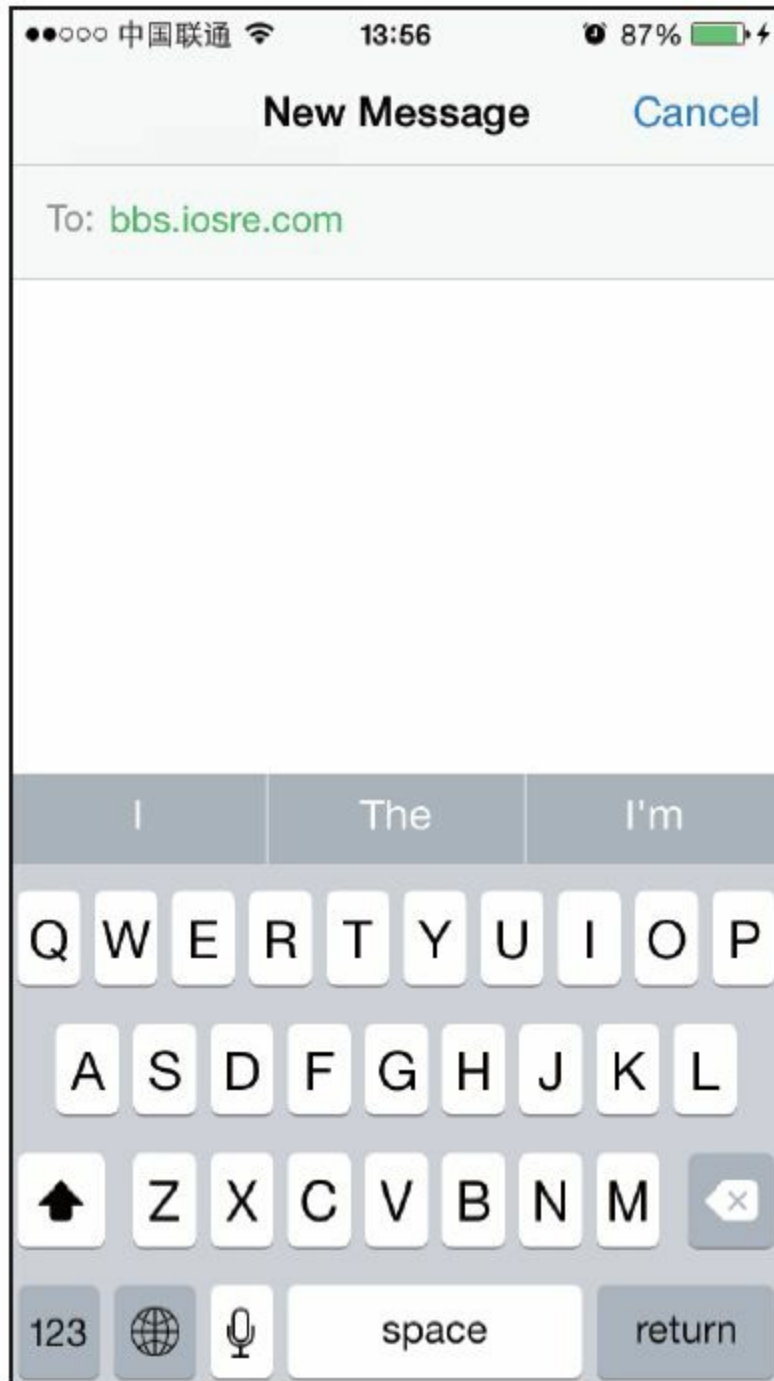 中国联通 13:56 87%
New Message Cancel
To: bbs.iosre.com
I The I'm
Q W E R T Y U I O P
A S D F G H J K L
Z X C V B N M
123 space return